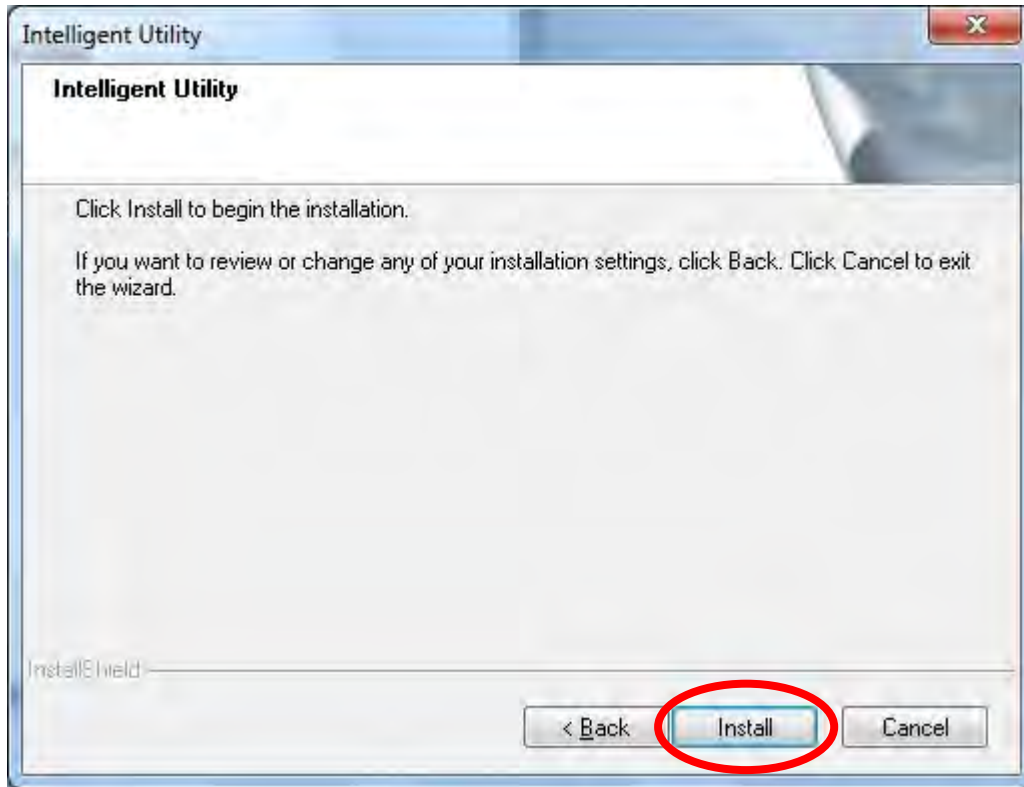 Intelligent Utility
Intelligent Utility
Click Install to begin the installation.
If you want to review or change any of your installation settings, click Back. Click Cancel to exit
the wizard.
InstallShield
< Back Install Cancel